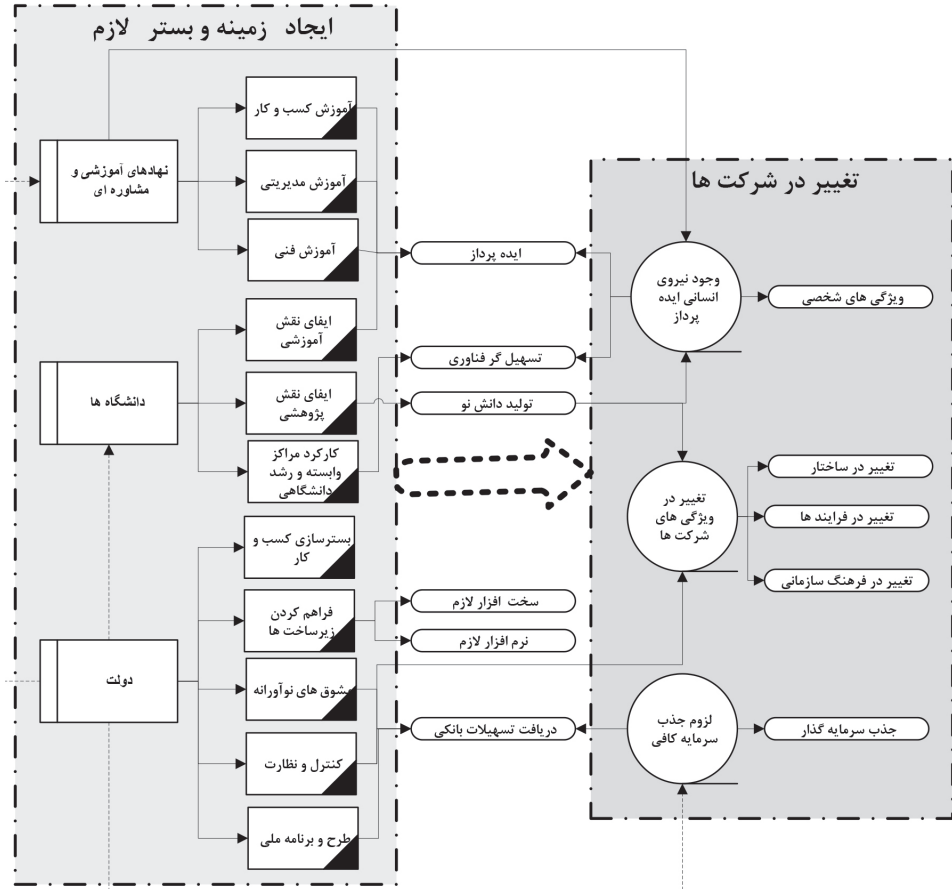 ایجاد زمینه و بستر لازم
نهادهای آموزشی و
مشاوره ای
آموزش کسب و کار
آموزش مدیریتی
آموزش فنی
دانشگاه ها
ایفای نقش
آموزشی
ایفای نقش
پژوهشی
کارکرد مراکز
وابسته و رشد
دانشگاهی
دولت
بسترسازی کسب و
کار
فراهم کردن
زیرساخت ها
مشوق های نوآورانه
کنترل و نظارت
طرح و برنامه ملی
ایده پرداز
تسهیل گر فناوری
تولید دانش نو
سخت افزار لازم
نرم افزار لازم
دریافت تسهیلات بانکی
تغییر در شرکت ها
وجود نیروی
انسانی ایده
پرداز
ویژگی های شخصی
تغییر در
ویژگی های
شرکت ها
تغییر در ساختار
تغییر در فرایند ها
تغییر در فرهنگ سازمانی
لزوم جذب
سرمایه کافی
جذب سرمایه گذار